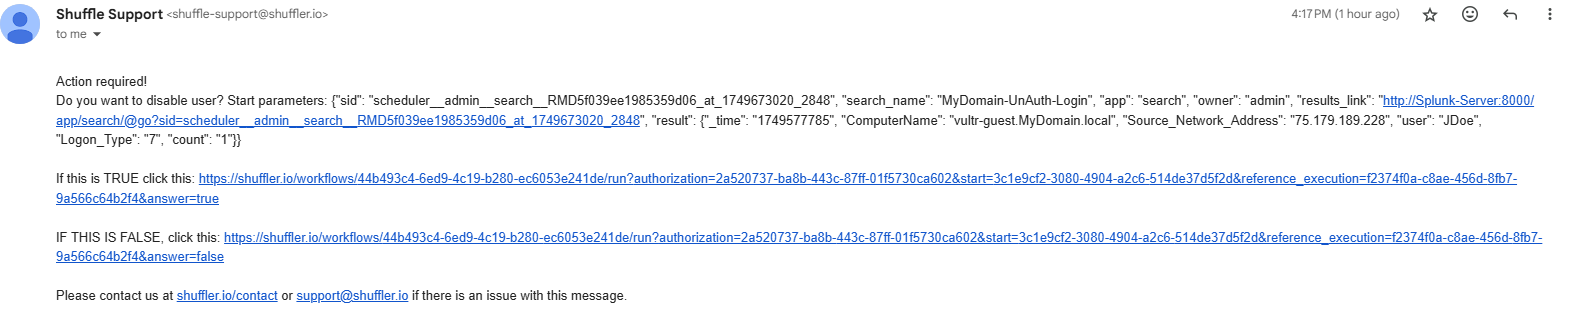 Shuffle Support <shuffle-support@shuffler.io>
4:17 PM (1 hour ago)
to me
Action required!
Do you want to disable user? Start parameters: {"sid": "scheduler__admin__search__RMD5f039ee1985359d06_at_1749673020_2848", "search_name": "MyDomain-UnAuth-Login", "app": "search", "owner": "admin", "results_link": "http://Splunk-Server:8000/
app/search/@go?sid=scheduler__admin__search__RMD5f039ee1985359d06_at_1749673020_2848", "result": {"_time": "1749577785", "ComputerName": "vultr-guest.MyDomain.local", "Source_Network_Address": "75.179.189.228", "user": "JDoe",
"Logon_Type": "7", "count": "1"}}
If this is TRUE click this: https://shuffler.io/workflows/44b493c4-6ed9-4c19-b280-ec6053e241de/run?authorization=2a520737-ba8b-443c-87ff-01f5730ca602&start=3c1e9cf2-3080-4904-a2c6-514de37d5f2d&reference_execution=f2374f0a-c8ae-456d-8fb7-
9a566c64b2f4&answer=true
IF THIS IS FALSE, click this: https://shuffler.io/workflows/44b493c4-6ed9-4c19-b280-ec6053e241de/run?authorization=2a520737-ba8b-443c-87ff-01f5730ca602&start=3c1e9cf2-3080-4904-a2c6-514de37d5f2d&reference_execution=f2374f0a-c8ae-456d-8fb7-
9a566c64b2f4&answer=false
Please contact us at shuffler.io/contact or support@shuffler.io if there is an issue with this message.